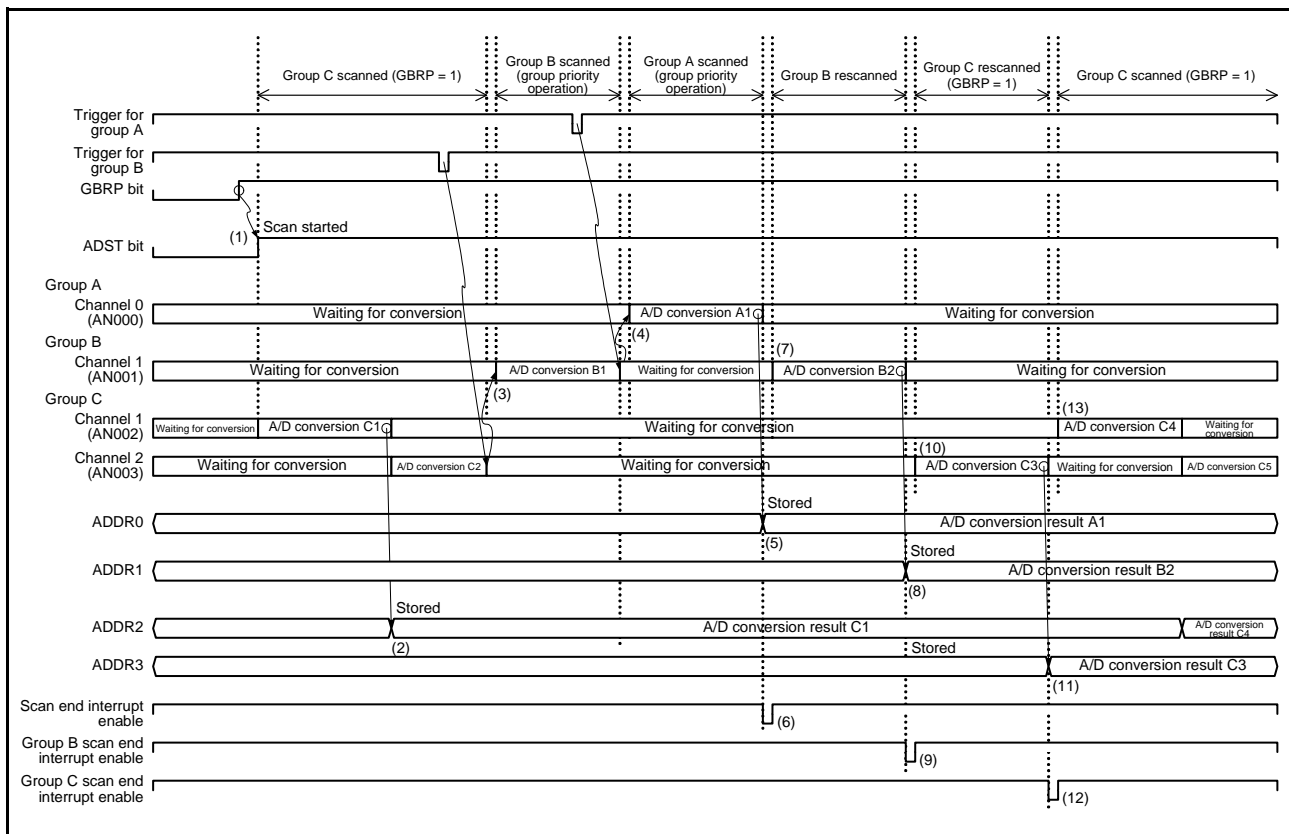 Group C scanned (GBRP = 1)
Group B scanned
(group priority
operation)
Group A scanned
(group priority
operation)
Group B rescanned
Group C rescanned
(GBRP = 1)
Group C scanned (GBRP = 1)
Trigger for
group A
Trigger for
group B
GBRP bit
(1)
Scan started
ADST bit
Group A
Channel 0
(AN000)
Waiting for conversion
A/D conversion A1
Waiting for conversion
(4)
Group B
(7)
Channel 1
(AN001)
Waiting for conversion
A/D conversion B1
Waiting for conversion
A/D conversion B2
Waiting for conversion
(3)
Group C
(13)
Channel 1
(AN002)
Waiting for conversion
A/D conversion C1
Waiting for conversion
A/D conversion C4
Waiting for
conversion
(10)
Channel 2
(AN003)
Waiting for conversion
A/D conversion C2
Waiting for conversion
A/D conversion C3
Waiting for conversion
A/D conversion C5
Stored
ADDR0
A/D conversion result A1
(5)
Stored
ADDR1
A/D conversion result B2
(8)
Stored
ADDR2
A/D conversion result C1
A/D conversion
result C4
(2)
Stored
ADDR3
A/D conversion result C3
(11)
Scan end interrupt
enable
(6)
Group B scan end
interrupt enable
(9)
Group C scan end
interrupt enable
(12)